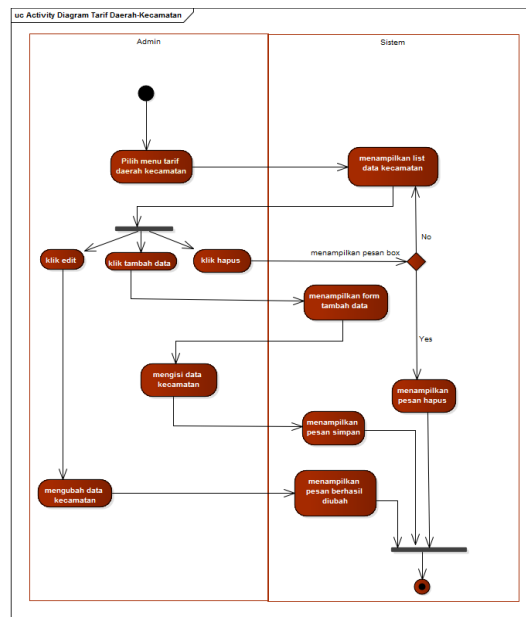 uc Activity Diagram Tarif Daerah-Kecamatan
Admin
Sistem
Pilih menu tarif
daerah kecamatan
menampilkan list
data kecamatan
No
klik edit
klik tambah data
klik hapus
menampilkan pesan box
menampilkan form
tambah data
Yes
mengisi data
kecamatan
menampilkan
pesan hapus
menampilkan
pesan simpan
mengubah data
kecamatan
menampilkan
pesan berhasil
diubah